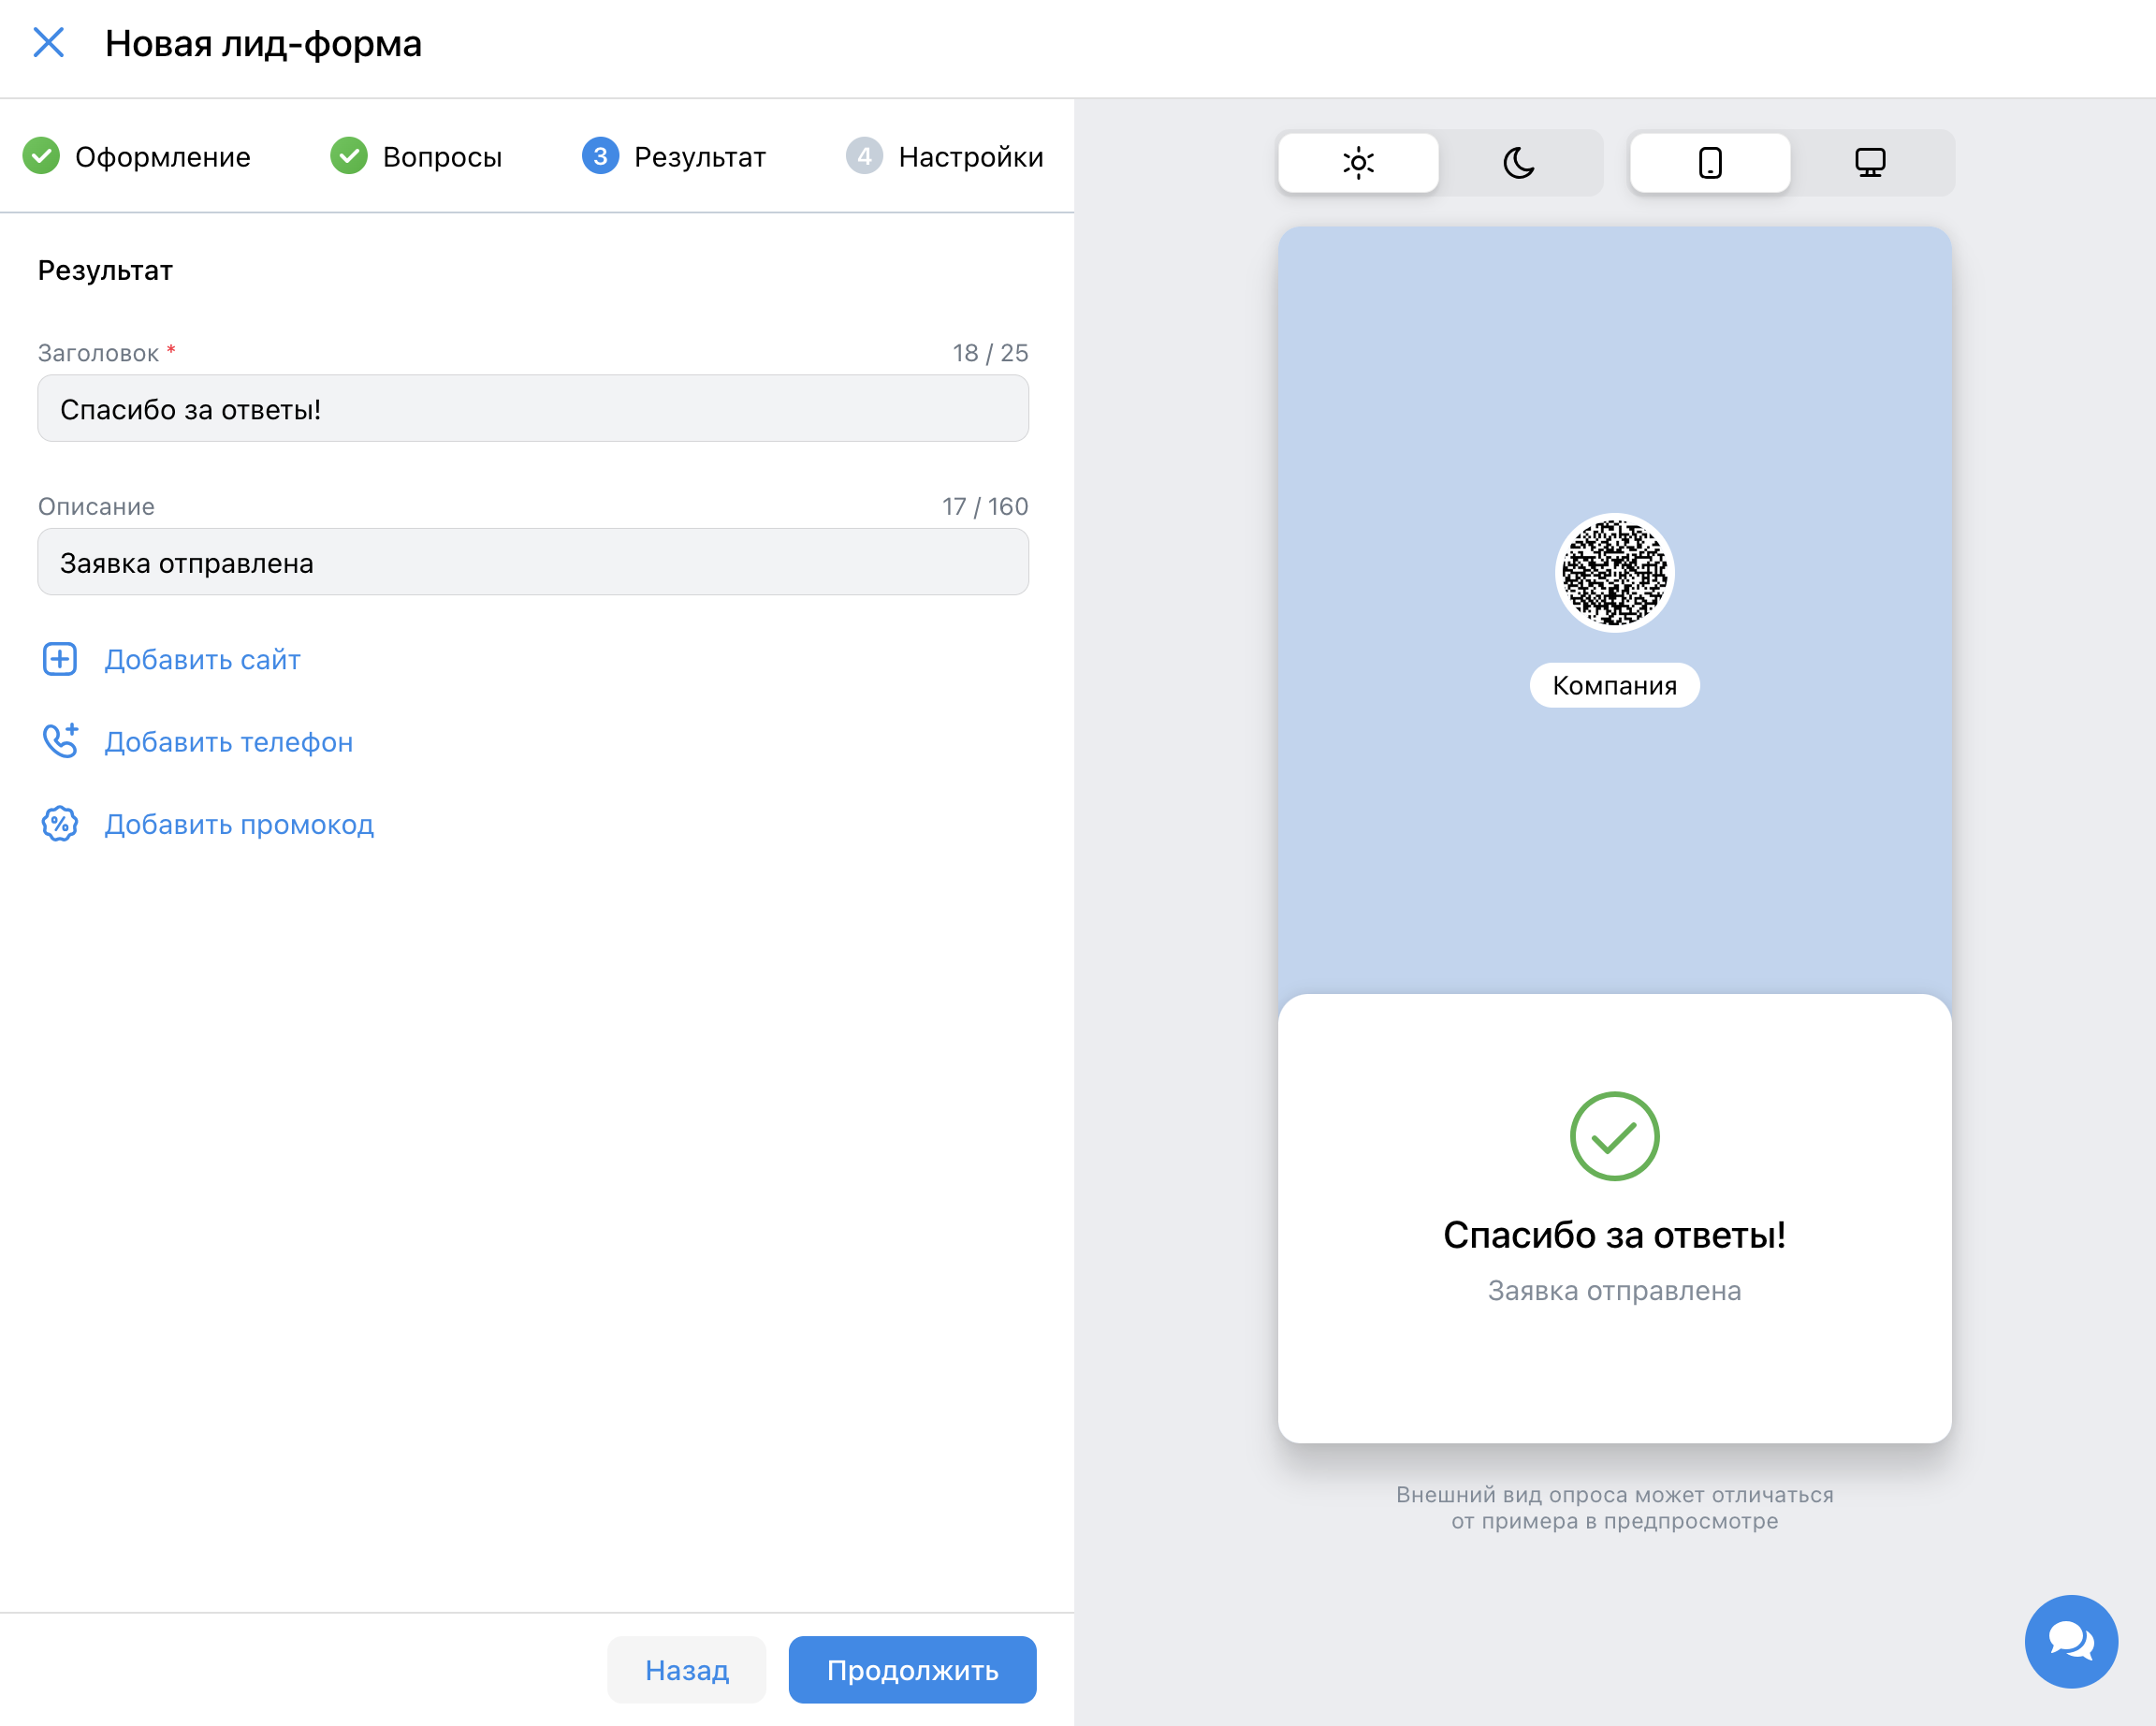 Новая лид-форма
Оформление
Вопросы
3 Результат
4 Настройки
Результат
Заголовок * 18 / 25
Спасибо за ответы!
Описание 17 / 160
Заявка отправлена
Добавить сайт
Добавить телефон
Добавить промокод
Назад
Продолжить
Компания
Спасибо за ответы!
Заявка отправлена
Внешний вид опроса может отличаться
от примера в предпросмотре